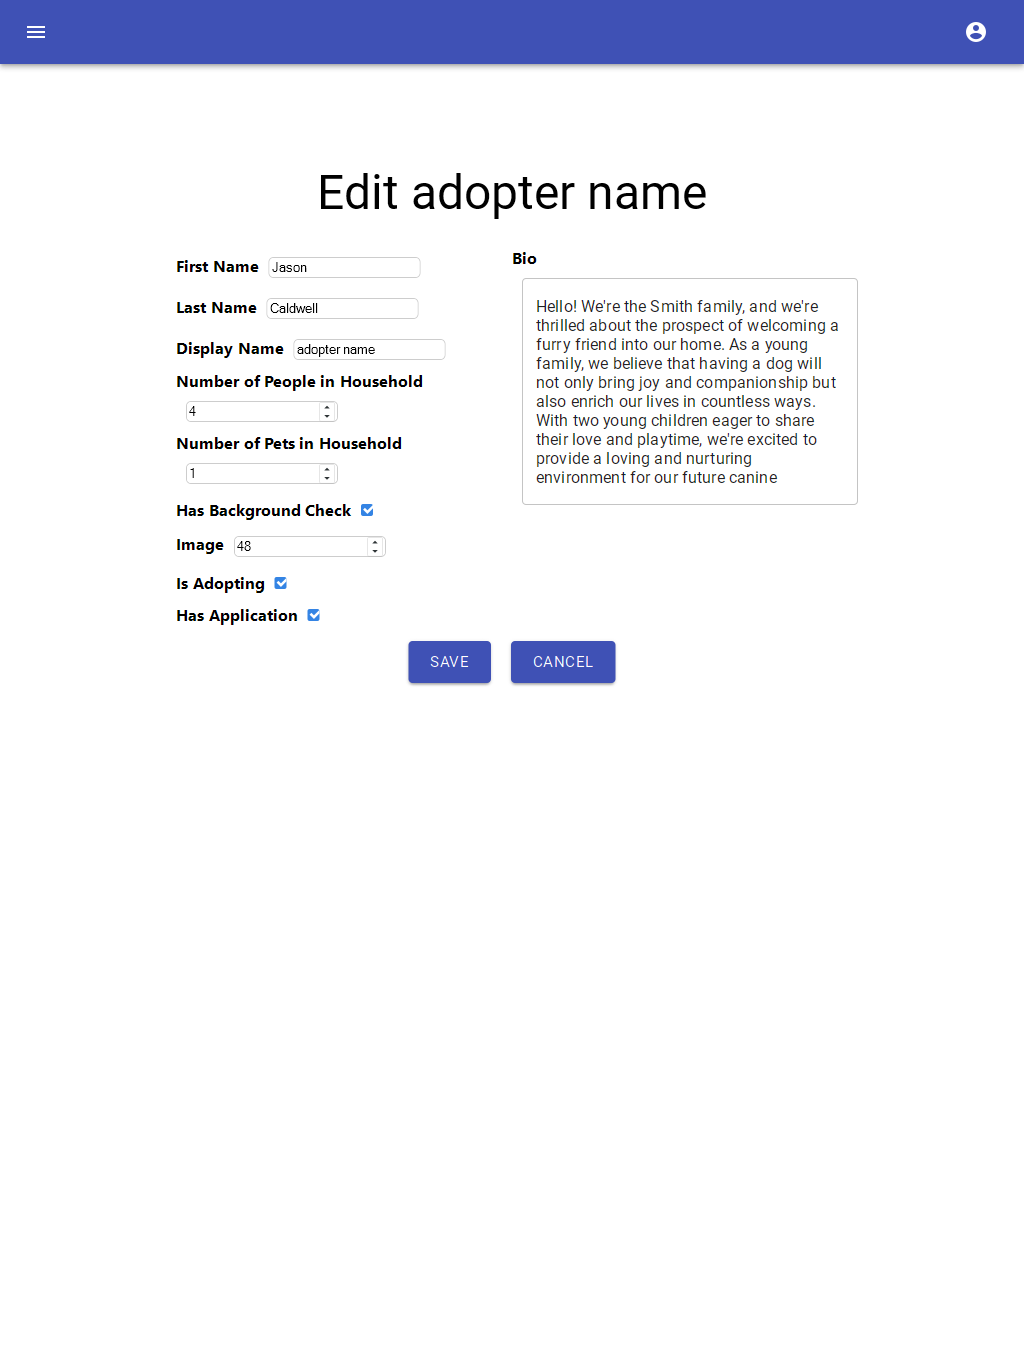 Edit adopter name
First Name Jason
Last Name Caldwell
Display Name adopter name
Number of People in Household
4
Number of Pets in Household
1
Has Background Check
Image 48
Is Adopting
Has Application
Bio
Hello! We're the Smith family, and we're
thrilled about the prospect of welcoming a
furry friend into our home. As a young
family, we believe that having a dog will
not only bring joy and companionship but
also enrich our lives in countless ways.
With two young children eager to share
their love and playtime, we're excited to
provide a loving and nurturing
environment for our future canine
SAVE CANCEL